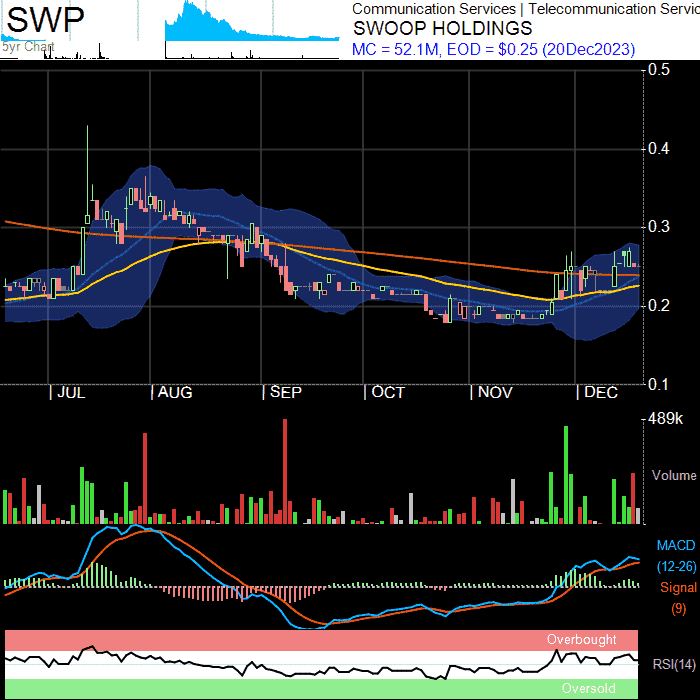 SWP
5yr Chart
Communication Services | Telecommunication Servic
SWOOP HOLDINGS
MC = 52.1M, EOD = $0.25 (20Dec2023)
0.5
0.4
0.3
0.2
0.1
| JUL | AUG | SEP | OCT | NOV | DEC
489k
Volume
MACD
(12-26)
Signal
(9)
Overbought
RSI(14)
Oversold